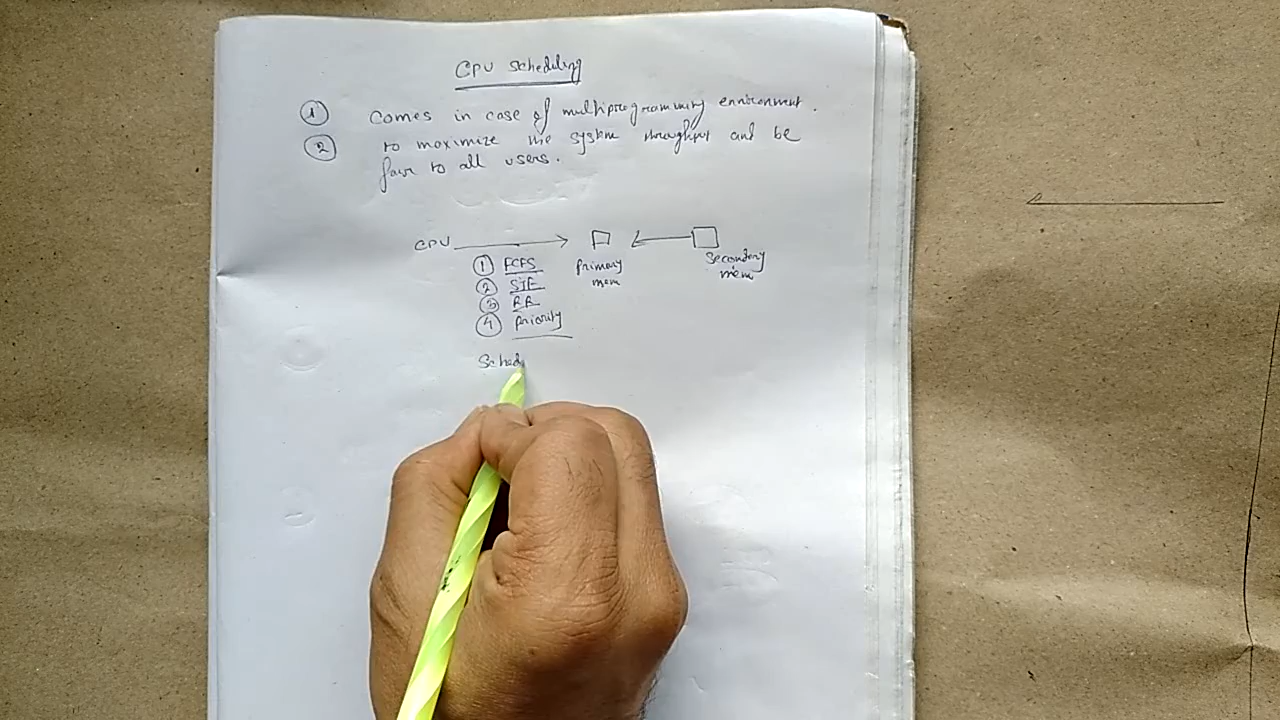 CPU Scheduling
① Comes in case of multiprogramming environment.
② to maximize the system throughput and be
fair to all users.
CPU
① FCFS
② SJF
③ RR
④ Priority
Primary
mem
Secondary
mem
Sched